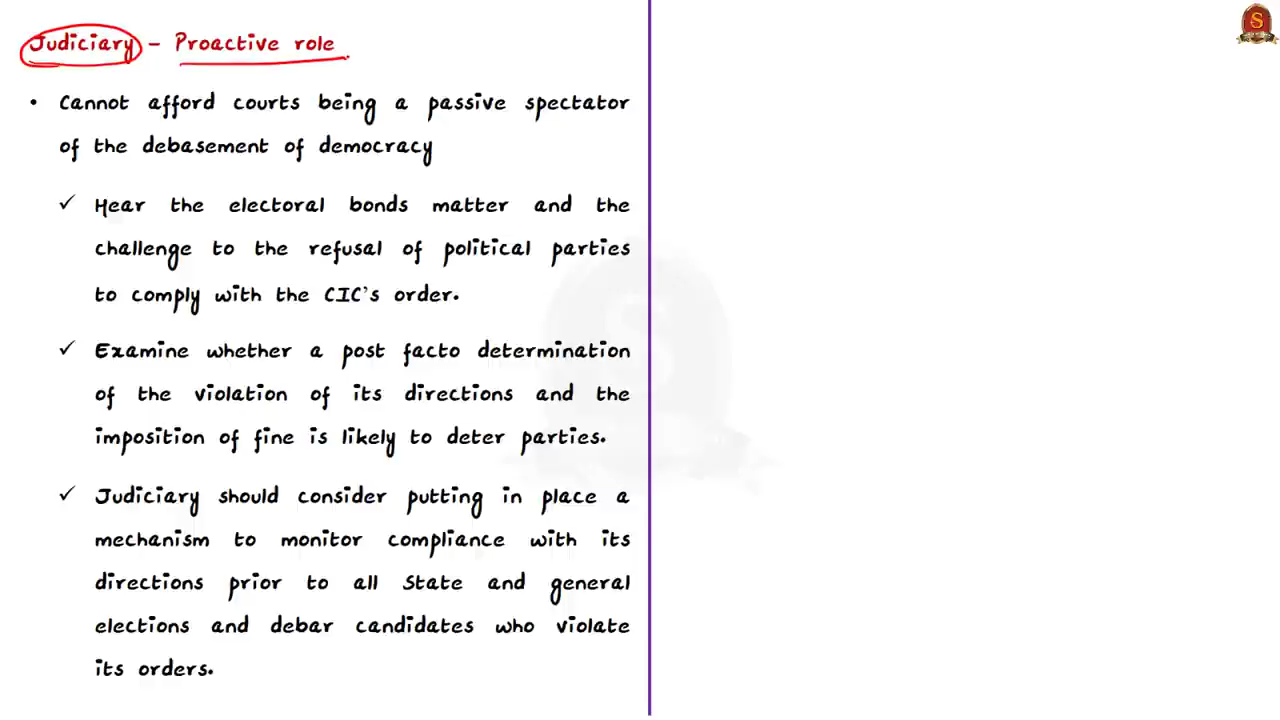 Judiciary - Proactive role
• Cannot afford courts being a passive spectator
of the debasement of democracy
✓ Hear the electoral bonds matter and the
challenge to the refusal of political parties
to comply with the CIC's order.
✓ Examine whether a post facto determination
of the violation of its directions and the
imposition of fine is likely to deter parties.
✓ Judiciary should consider putting in place a
mechanism to monitor compliance with its
directions prior to all State and general
elections and debar candidates who violate
its orders.
S